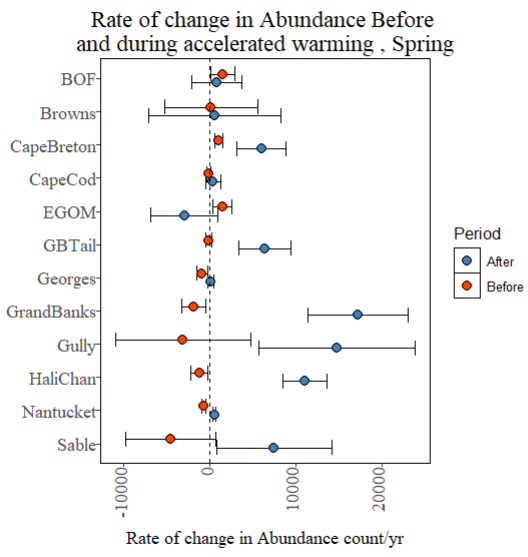 Rate of change in Abundance Before
and during accelerated warming , Spring
BOF
Browns
CapeBreton
CapeCod
EGOM
GBTail
Georges
GrandBanks
Gully
HaliChan
Nantucket
Sable
Period
After
Before
-10000
0
10000
20000
Rate of change in Abundance count/yr